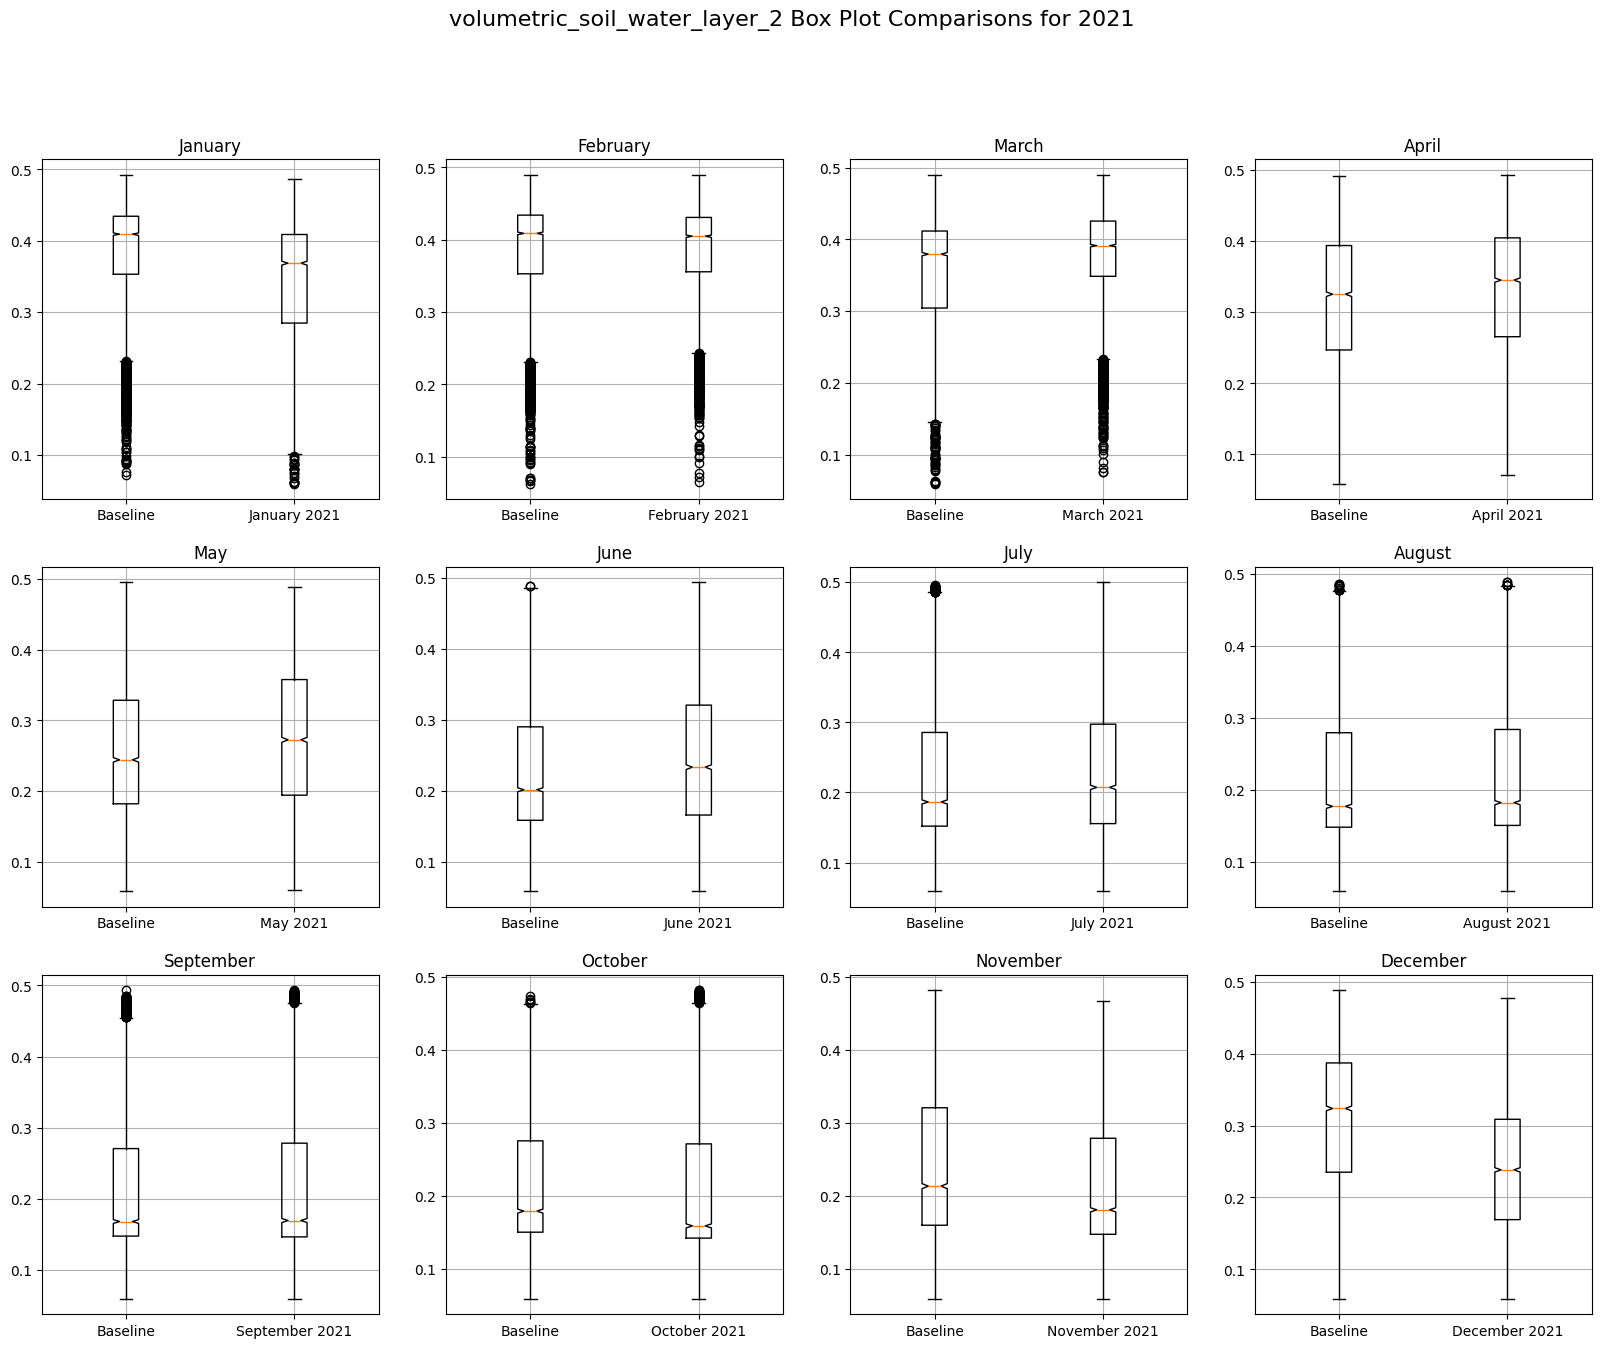 volumetric_soil_water_layer_2 Box Plot Comparisons for 2021
January
February
March
April
0.5
0.4
0.3
0.2
0.1
Baseline
January 2021
0.5
0.4
0.3
0.2
0.1
Baseline
February 2021
0.5
0.4
0.3
0.2
0.1
Baseline
March 2021
0.5
0.4
0.3
0.2
0.1
Baseline
April 2021
May
June
July
August
0.5
0.4
0.3
0.2
0.1
Baseline
May 2021
0.5
0.4
0.3
0.2
0.1
Baseline
June 2021
0.5
0.4
0.3
0.2
0.1
Baseline
July 2021
0.5
0.4
0.3
0.2
0.1
Baseline
August 2021
September
October
November
December
0.5
0.4
0.3
0.2
0.1
Baseline
September 2021
0.5
0.4
0.3
0.2
0.1
Baseline
October 2021
0.5
0.4
0.3
0.2
0.1
Baseline
November 2021
0.5
0.4
0.3
0.2
0.1
Baseline
December 2021